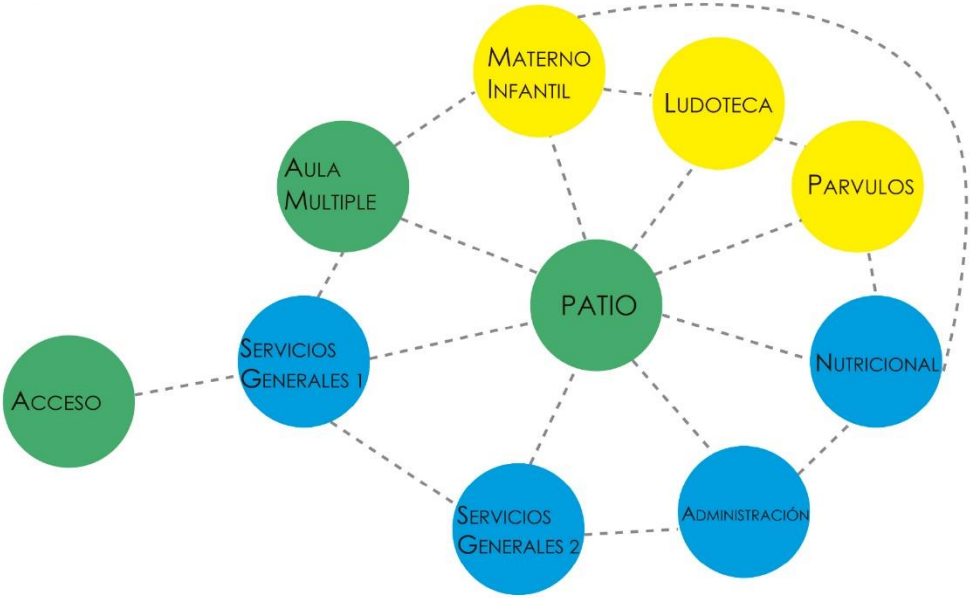 Materno
Infantil
Ludoteca
Aula
Multiple
Parvulos
PATIO
Servicios
Generales 1
Nutricional
Acceso
Servicios
Generales 2
Administración